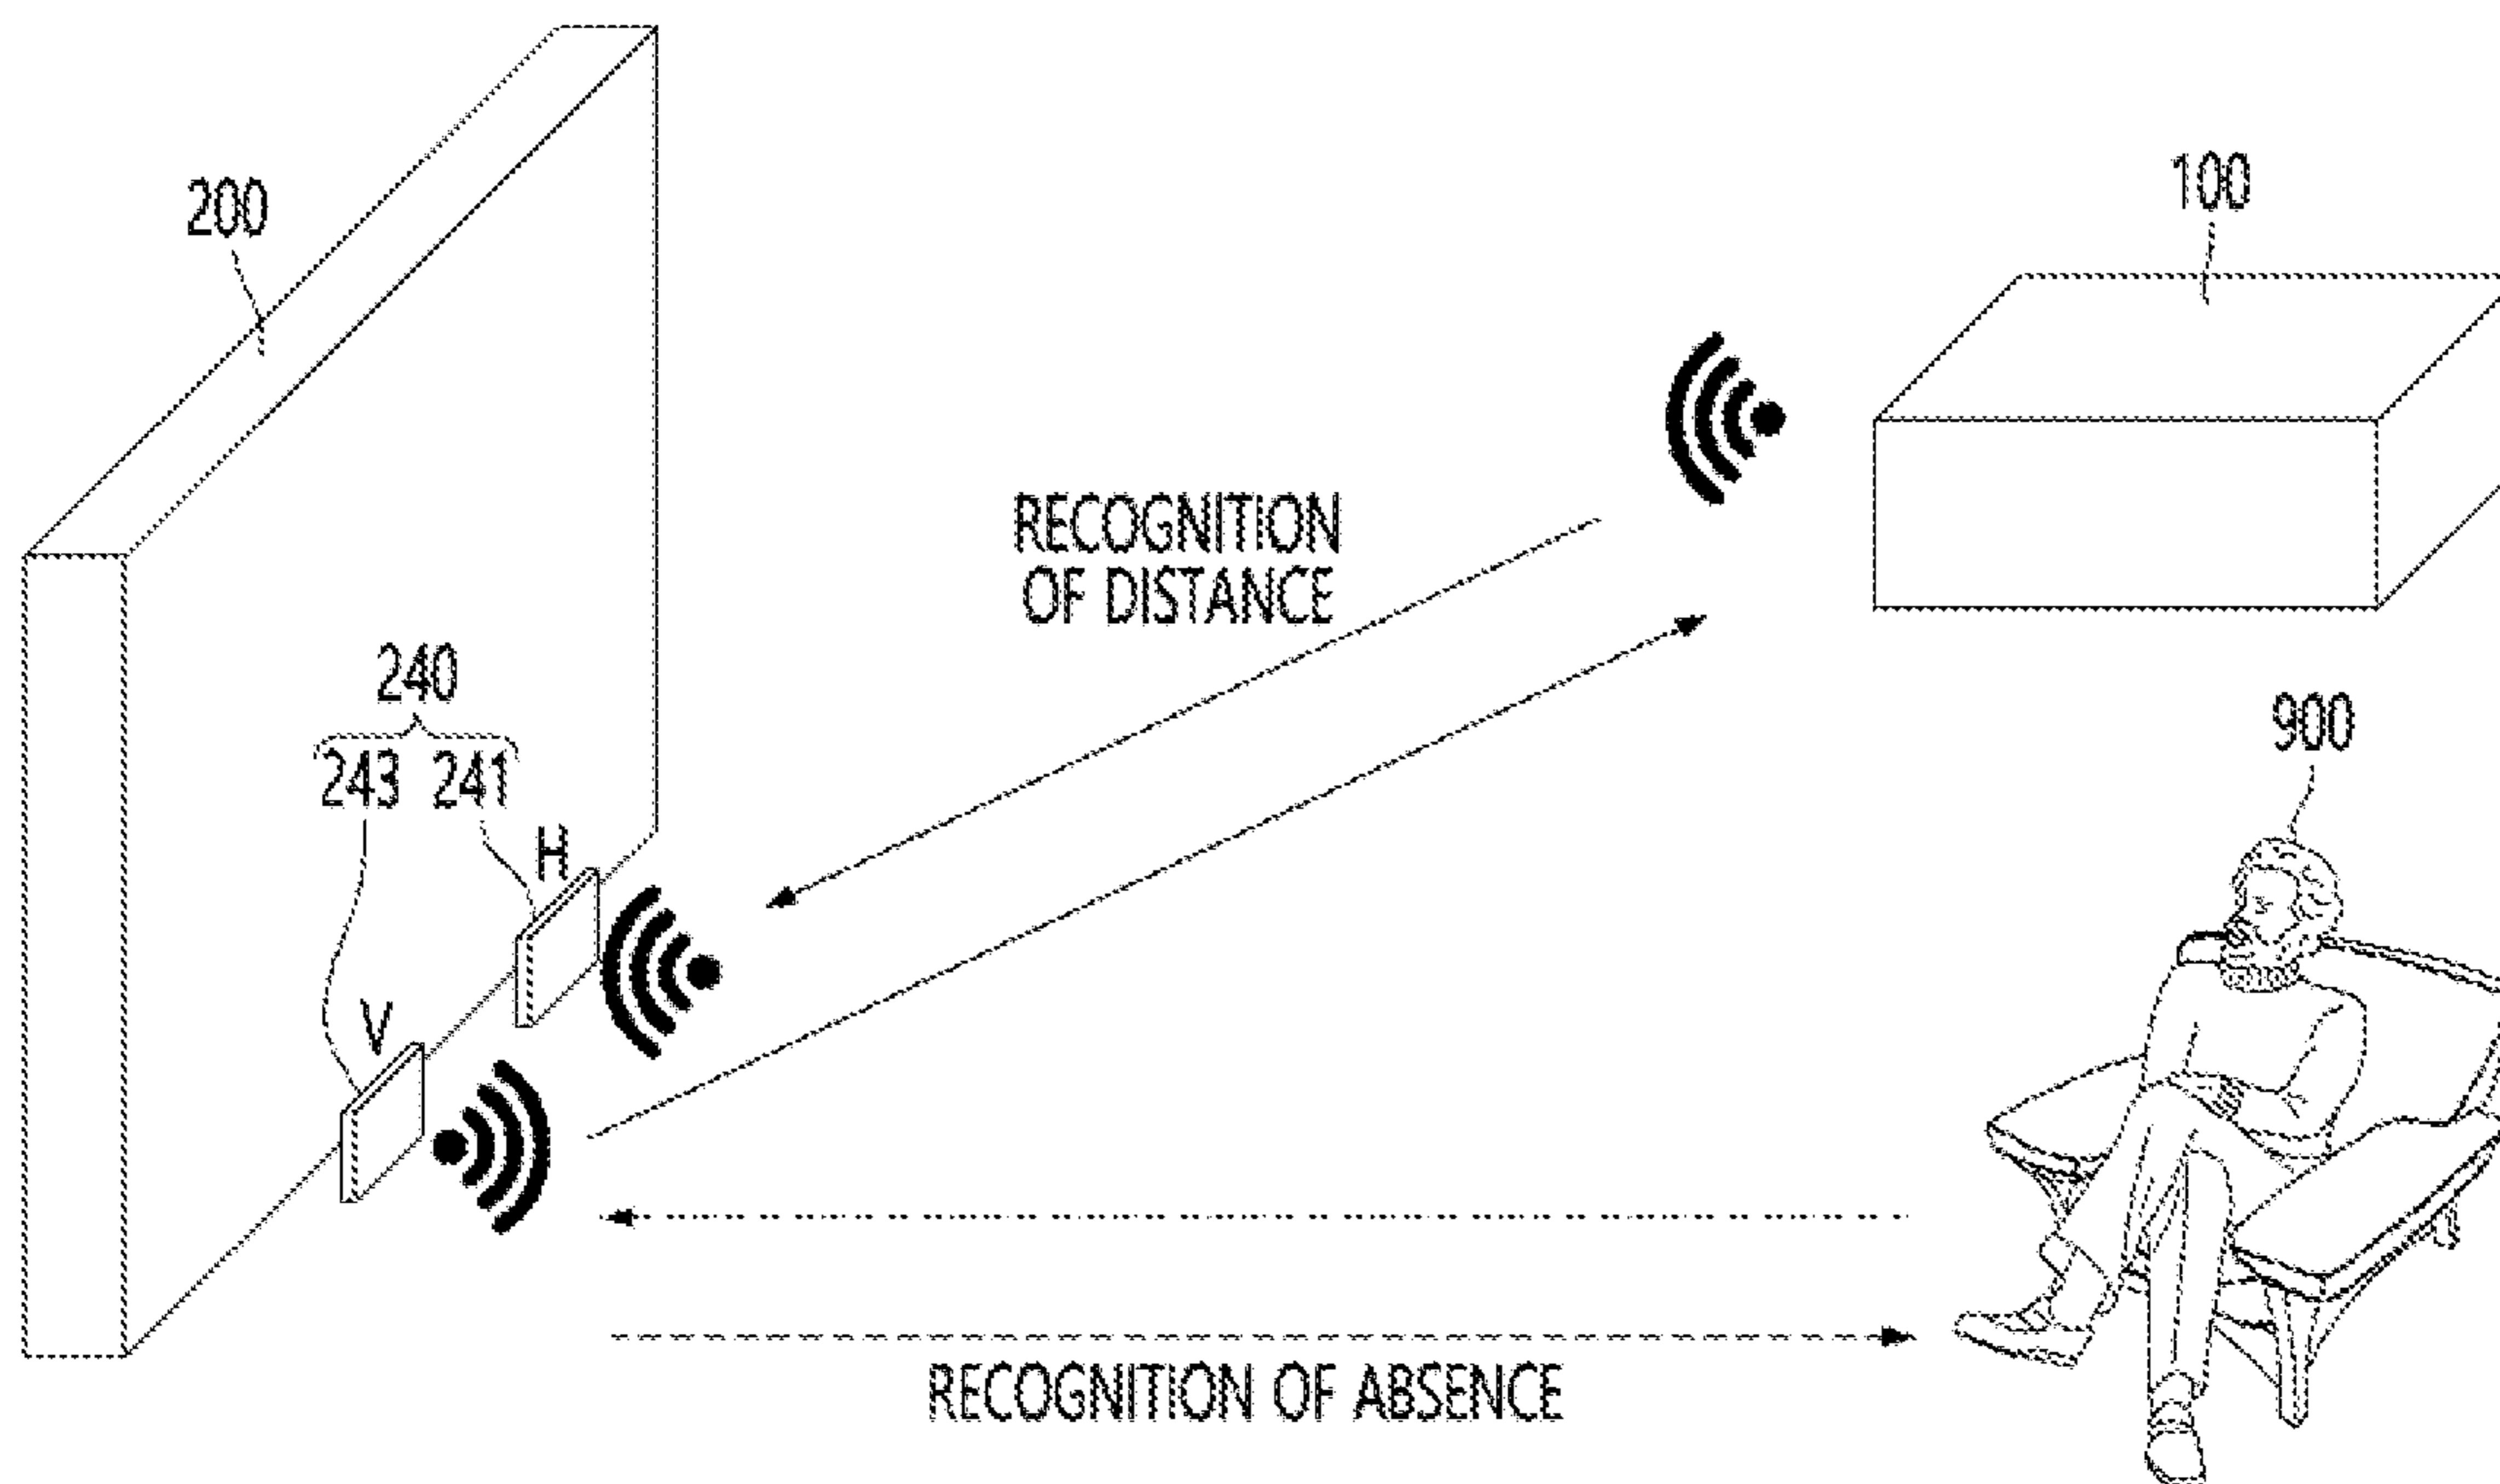 200
100
RECOGNITION
OF DISTANCE
240
243 241
900
H
V
RECOGNITION OF ABSENCE